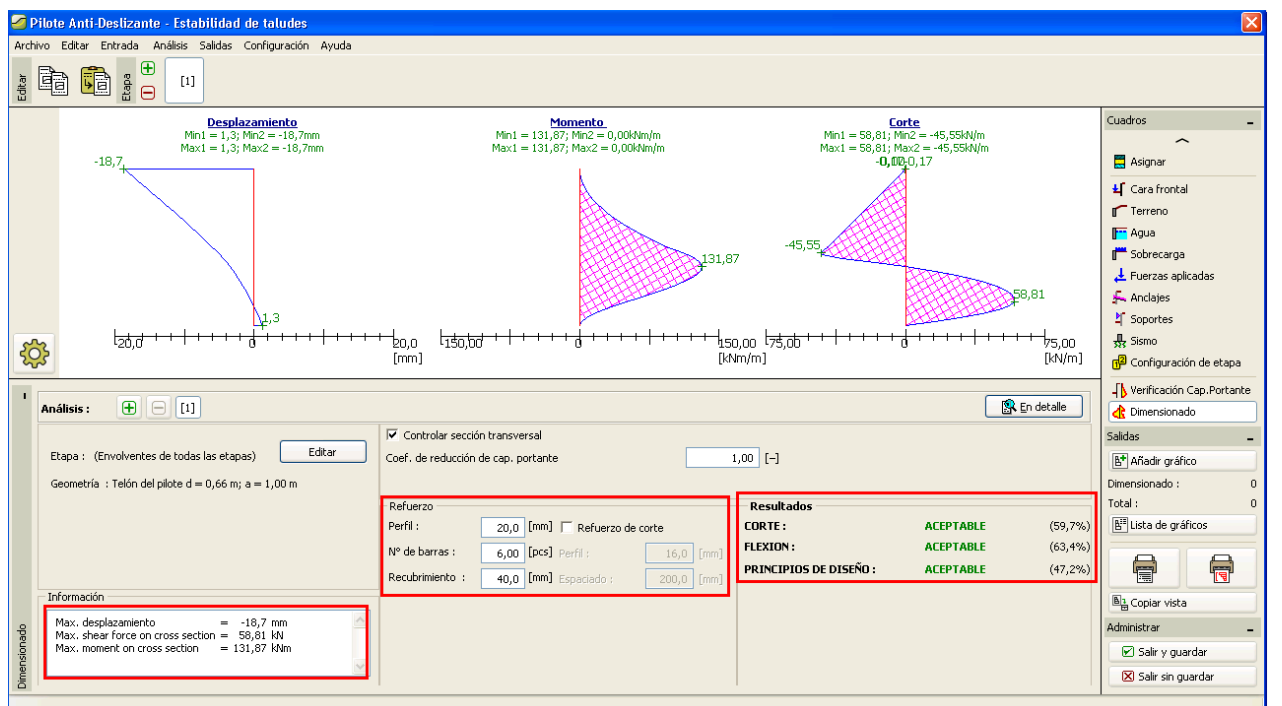 Pilote Anti-Deslizante - Estabilidad de taludes
Archivo Editar Entrada Análisis Salidas Configuración Ayuda
Editar
Etapa
[1]
Desplazamiento
Min1 = 1,3; Min2 = -18,7mm
Max1 = 1,3; Max2 = -18,7mm
-18,7
1,3
20,0 0 20,0
[mm]
Momento
Min1 = 131,87; Min2 = 0,00kNm/m
Max1 = 131,87; Max2 = 0,00kNm/m
131,87
150,00 0 150,00
[kNm/m]
Corte
Min1 = 58,81; Min2 = -45,55kN/m
Max1 = 58,81; Max2 = -45,55kN/m
-45,55
58,81
75,00 0 75,00
[kN/m]
Cuadros
Asignar
Cara frontal
Terreno
Agua
Sobrecarga
Fuerzas aplicadas
Anclajes
Soportes
Sismo
Configuración de etapa
Verificación Cap.Portante
Dimensionado
Salidas
Añadir gráfico
Dimensionado : 0
Total : 0
Lista de gráficos
Copiar vista
Administrar
Salir y guardar
Salir sin guardar
Análisis : [1]
En detalle
Etapa : (Envolventes de todas las etapas) Editar
Geometría : Telón del pilote d = 0,66 m; a = 1,00 m
Controlar sección transversal
Coef. de reducción de cap. portante 1,00 [-]
Refuerzo
Perfil : 20,0 [mm] Refuerzo de corte
Nº de barras : 6,00 [pcs] Perfil : 16,0 [mm]
Recubrimiento : 40,0 [mm] Espaciado : 200,0 [mm]
Resultados
CORTE : ACEPTABLE (59,7%)
FLEXION : ACEPTABLE (63,4%)
PRINCIPIOS DE DISEÑO : ACEPTABLE (47,2%)
Información
Max. desplazamiento = -18,7 mm
Max. shear force on cross section = 58,81 kN
Max. moment on cross section = 131,87 kNm
Dimensionado